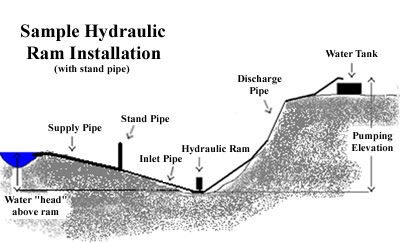 Sample Hydraulic
Ram Installation
(with stand pipe)
Water Tank
Discharge
Pipe
Stand Pipe
Supply Pipe
Hydraulic Ram
Inlet Pipe
Pumping
Elevation
Water "head"
above ram